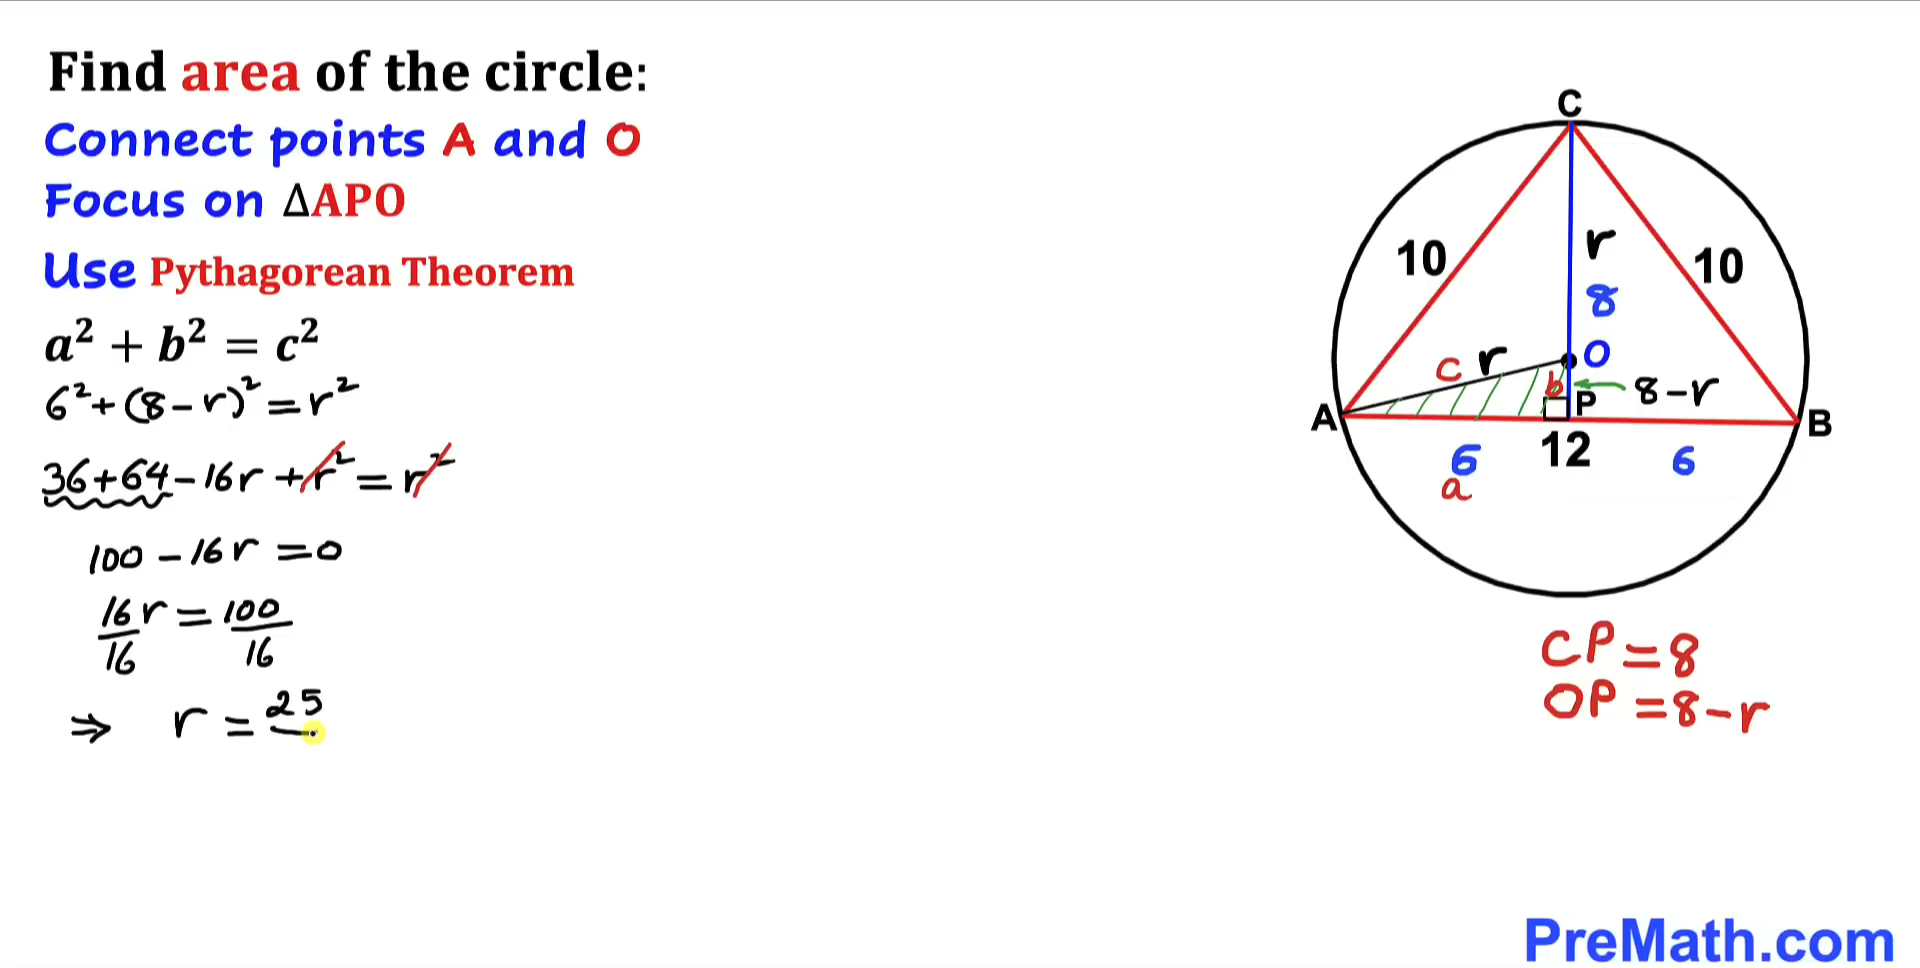 Find area of the circle:
Connect points A and O
Focus on ΔAPO
Use Pythagorean Theorem
a² + b² = c²
6² + (8 - r)² = r²
36 + 64 - 16r + r² = r²
100 - 16r = 0
16r = 100
16 16
⇒ r = 25
C
10
r
10
8
O
c r
b
8 - r
A
P
B
6
12
6
a
CP = 8
OP = 8 - r
PreMath.com